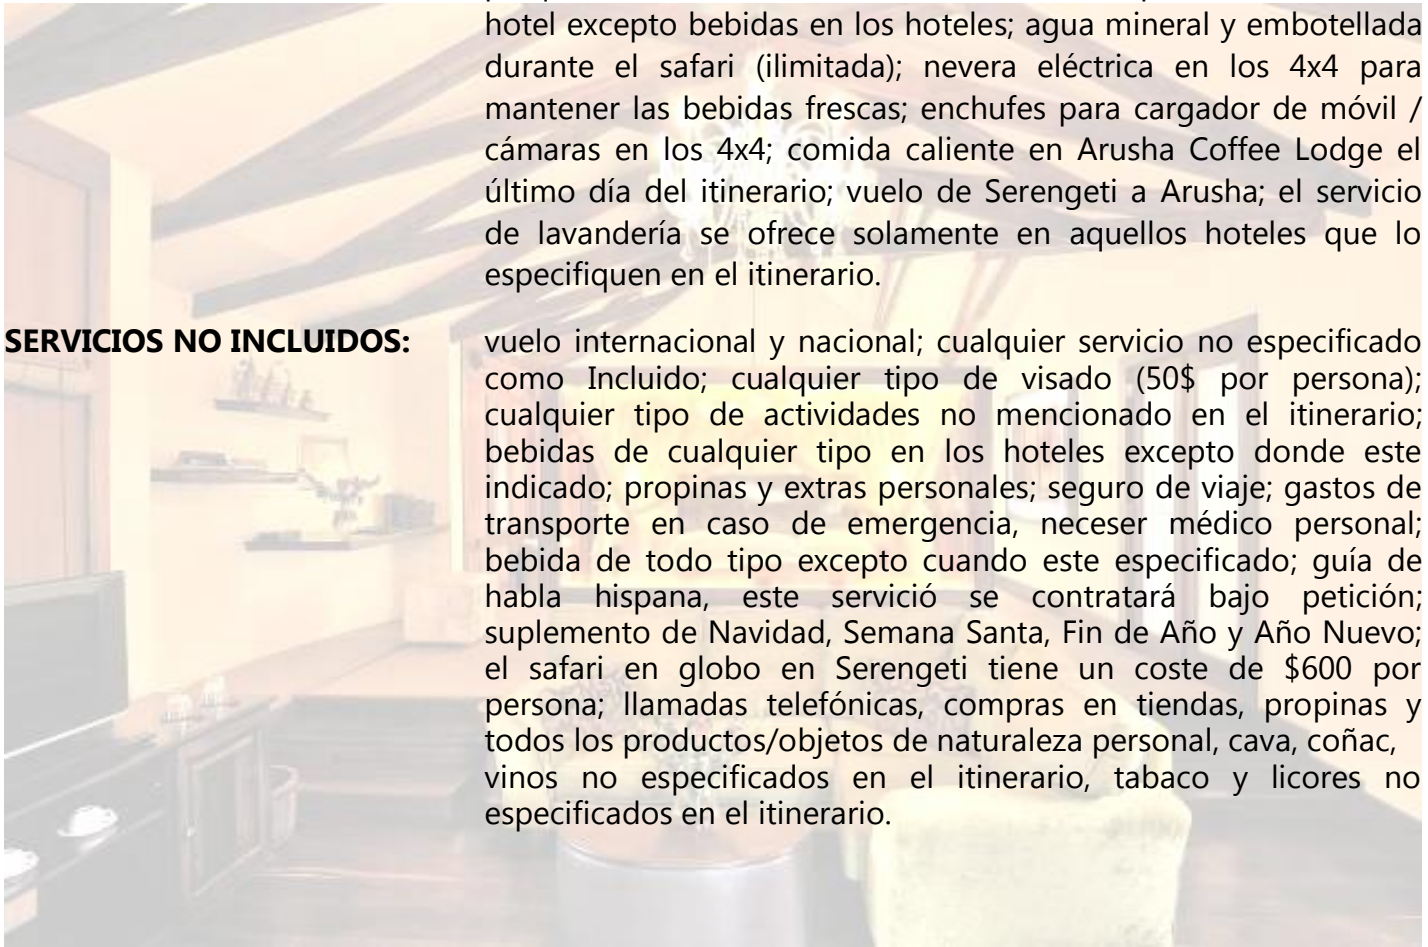 hotel excepto bebidas en los hoteles; agua mineral y embotellada
durante el safari (ilimitada); nevera eléctrica en los 4x4 para
mantener las bebidas frescas; enchufes para cargador de móvil /
cámaras en los 4x4; comida caliente en Arusha Coffee Lodge el
último día del itinerario; vuelo de Serengeti a Arusha; el servicio
de lavandería se ofrece solamente en aquellos hoteles que lo
especifiquen en el itinerario.
SERVICIOS NO INCLUIDOS: vuelo internacional y nacional; cualquier servicio no especificado
como Incluido; cualquier tipo de visado (50$ por persona);
cualquier tipo de actividades no mencionado en el itinerario;
bebidas de cualquier tipo en los hoteles excepto donde este
indicado; propinas y extras personales; seguro de viaje; gastos de
transporte en caso de emergencia, neceser médico personal;
bebida de todo tipo excepto cuando este especificado; guía de
habla hispana, este servició se contratará bajo petición;
suplemento de Navidad, Semana Santa, Fin de Año y Año Nuevo;
el safari en globo en Serengeti tiene un coste de $600 por
persona; llamadas telefónicas, compras en tiendas, propinas y
todos los productos/objetos de naturaleza personal, cava, coñac,
vinos no especificados en el itinerario, tabaco y licores no
especificados en el itinerario.